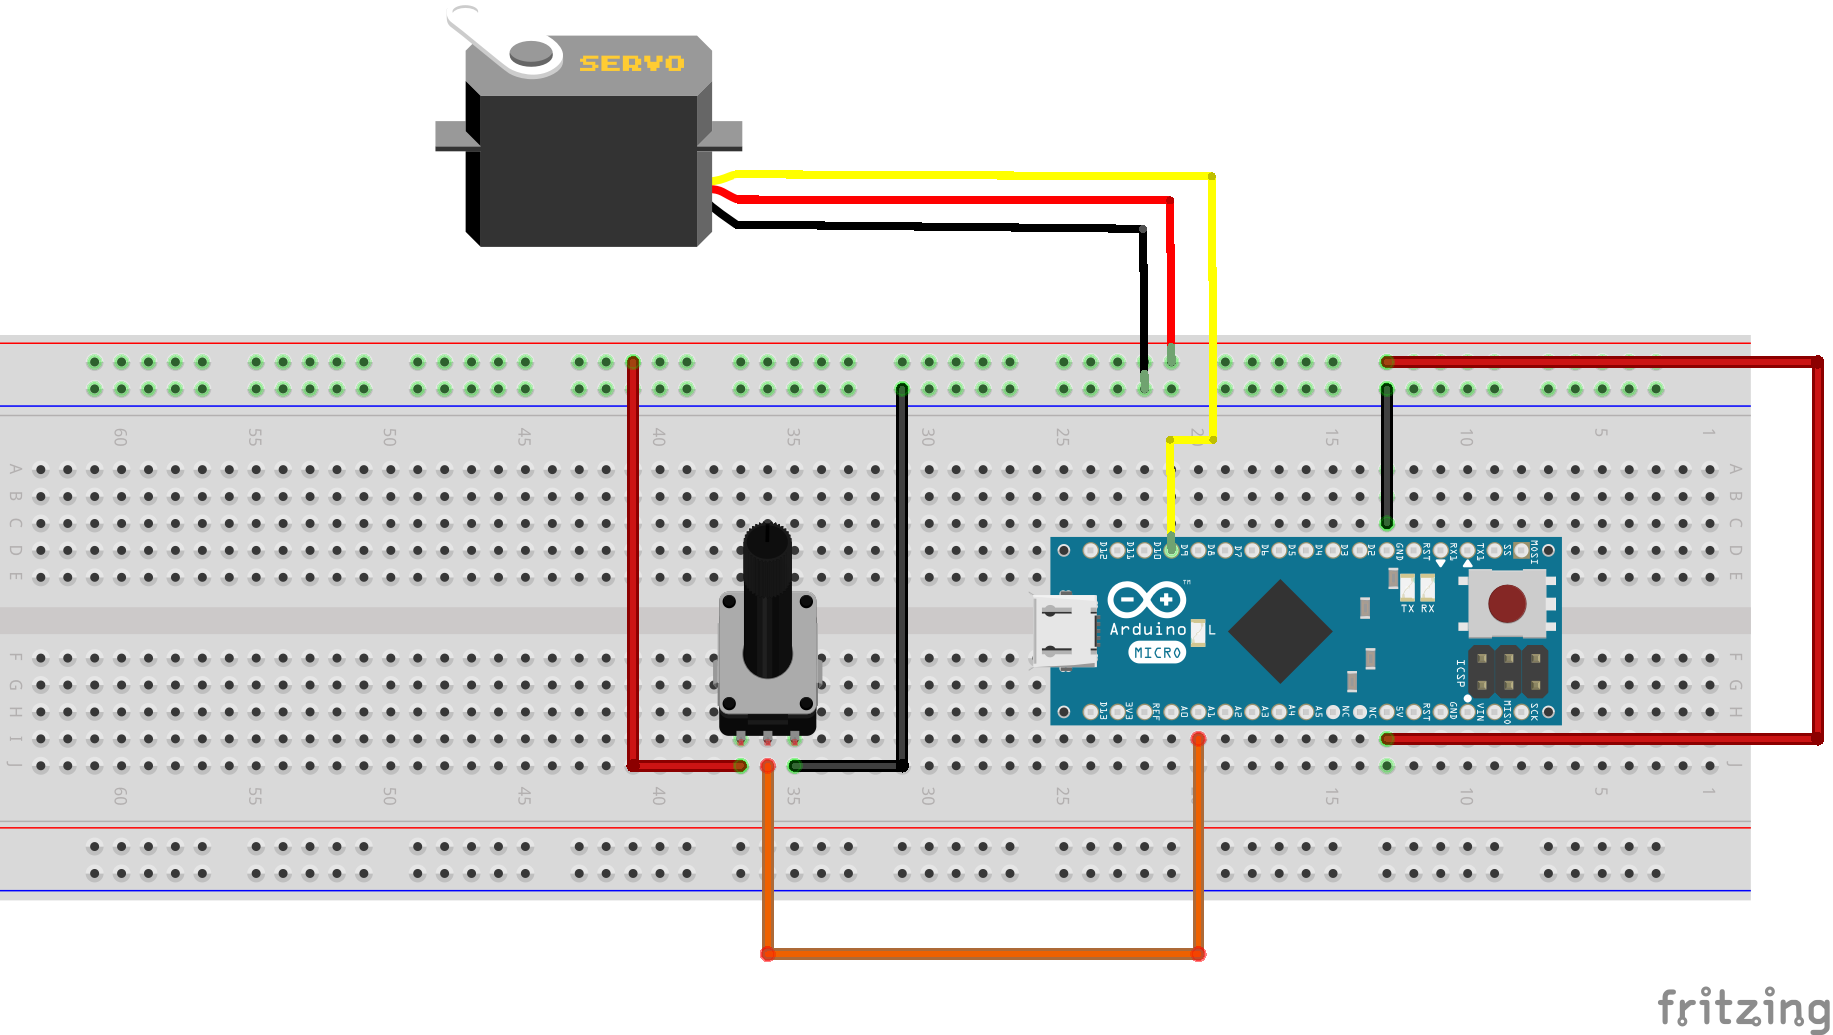 SERVO
60 55 50 45 40 35 30 25 15 10 5 1
A A
B B
C C
D D
E E
D12 D11 D10 D9 D8 D7 D6 D5 D4 D3 D2 GND RST RX1 TX1 SS MOSI
TX RX
™
Arduino L
MICRO
ICSP
D13 3V3 REF A0 A1 A2 A3 A4 A5 NC NC 5V RST GND VIN MISO SCK
F F
G G
H H
I I
J J
60 55 50 45 40 35 30 25 15 10 5 1
fritzing